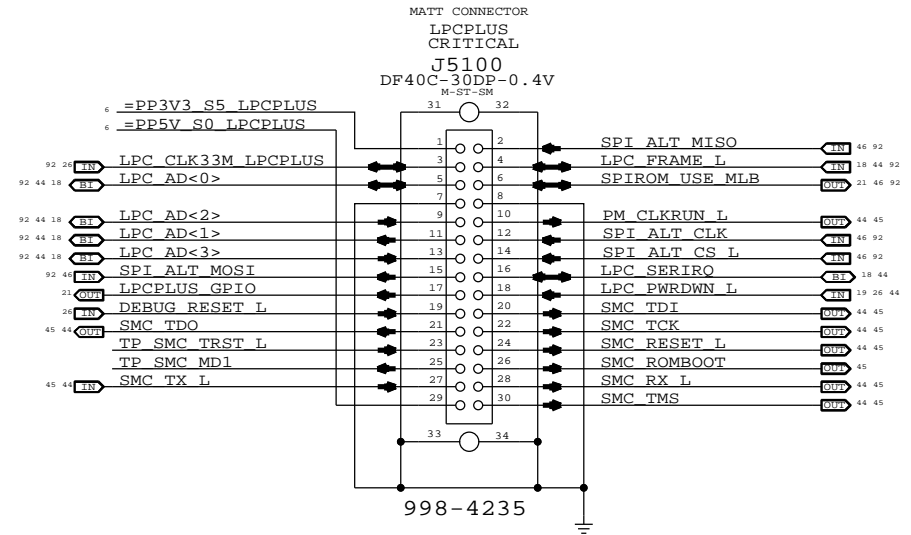 MATT CONNECTOR
LPCPLUS
CRITICAL
J5100
DF40C-30DP-0.4V
M-ST-SM
31 32
6 =PP3V3_S5_LPCPLUS
6 =PP5V_S0_LPCPLUS
1 2 SPI_ALT_MISO IN 46 92
92 26 IN LPC_CLK33M_LPCPLUS 3 4 LPC_FRAME_L IN 18 44 92
92 44 18 BI LPC_AD<0> 5 6 SPIROM_USE_MLB OUT 21 46 92
7 8
92 44 18 BI LPC_AD<2> 9 10 PM_CLKRUN_L OUT 44 45
92 44 18 BI LPC_AD<1> 11 12 SPI_ALT_CLK IN 46 92
92 44 18 BI LPC_AD<3> 13 14 SPI_ALT_CS_L IN 46 92
92 46 IN SPI_ALT_MOSI 15 16 LPC_SERIRQ BI 18 44
21 OUT LPCPLUS_GPIO 17 18 LPC_PWRDWN_L IN 19 26 44
26 IN DEBUG_RESET_L 19 20 SMC_TDI OUT 44 45
45 44 OUT SMC_TDO 21 22 SMC_TCK OUT 44 45
TP_SMC_TRST_L 23 24 SMC_RESET_L OUT 44 45
TP_SMC_MD1 25 26 SMC_ROMBOOT OUT 45
45 44 IN SMC_TX_L 27 28 SMC_RX_L OUT 44 45
29 30 SMC_TMS OUT 44 45
33 34
998-4235